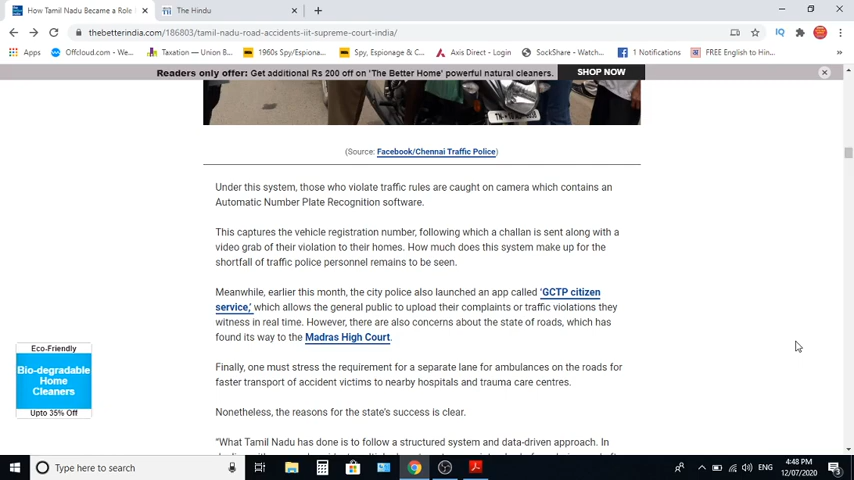 How Tamil Nadu Became a Role
The Hindu
thebetterindia.com/186803/tamil-nadu-road-accidents-iit-supreme-court-india/
Apps
Offcloud.com - We...
Taxation — Union B...
1960s Spy/Espiona...
Spy, Espionage & C...
Axis Direct - Login
SockShare - Watch...
1 Notifications
FREE English to Hin...
Readers only offer: Get additional Rs 200 off on 'The Better Home' powerful natural cleaners.
SHOP NOW
(Source: Facebook/Chennai Traffic Police)
Under this system, those who violate traffic rules are caught on camera which contains an
Automatic Number Plate Recognition software.
This captures the vehicle registration number, following which a challan is sent along with a
video grab of their violation to their homes. How much does this system make up for the
shortfall of traffic police personnel remains to be seen.
Meanwhile, earlier this month, the city police also launched an app called 'GCTP citizen
service,' which allows the general public to upload their complaints or traffic violations they
witness in real time. However, there are also concerns about the state of roads, which has
found its way to the Madras High Court.
Eco-Friendly
Bio-degradable
Home
Cleaners
Upto 35% Off
Finally, one must stress the requirement for a separate lane for ambulances on the roads for
faster transport of accident victims to nearby hospitals and trauma care centres.
Nonetheless, the reasons for the state's success is clear.
"What Tamil Nadu has done is to follow a structured system and data-driven approach. In
Type here to search
ENG
4:48 PM
12/07/2020